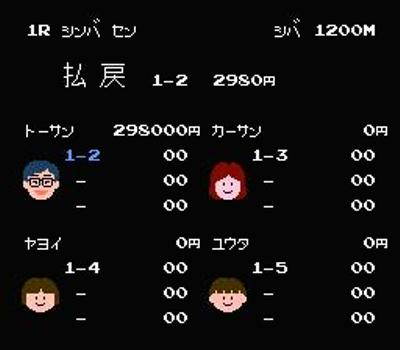 1R シンバ セン シバ 1200M
払戻 1-2 2980円
トーサン 298000円 カーサン 0円
1-2 00 1-3 00
- 00 - 00
- 00 - 00
ヤヨイ 0円 ユウタ 0円
1-4 00 1-5 00
- 00 - 00
- 00 - 00